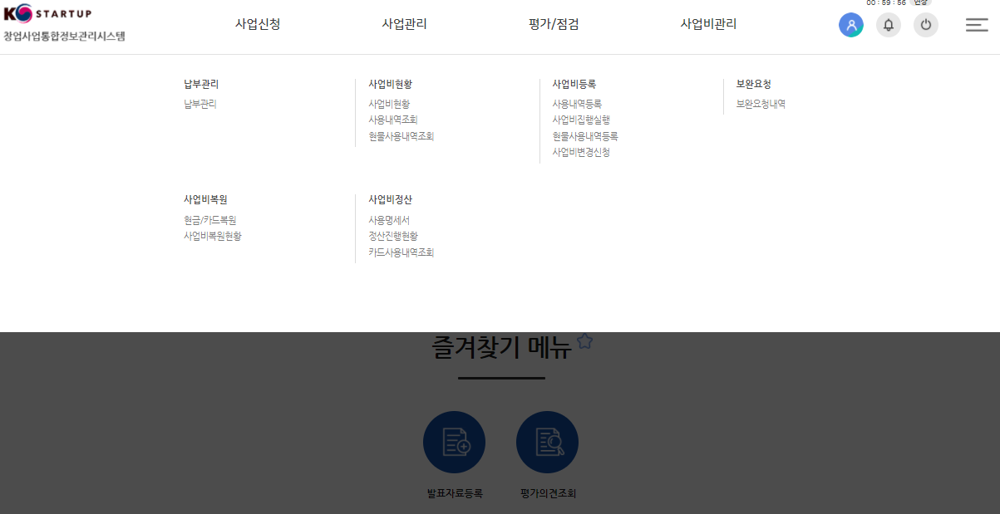 00 : 59 : 56 연장
K STARTUP
창업사업통합정보관리시스템
사업신청 사업관리 평가/점검 사업비관리
납부관리
납부관리
사업비현황
사업비현황
사용내역조회
현물사용내역조회
사업비등록
사용내역등록
사업비집행실행
현물사용내역등록
사업비변경신청
보완요청
보완요청내역
사업비복원
현금/카드복원
사업비복원현황
사업비정산
사용명세서
정산진행현황
카드사용내역조회
즐겨찾기 메뉴
발표자료등록 평가의견조회